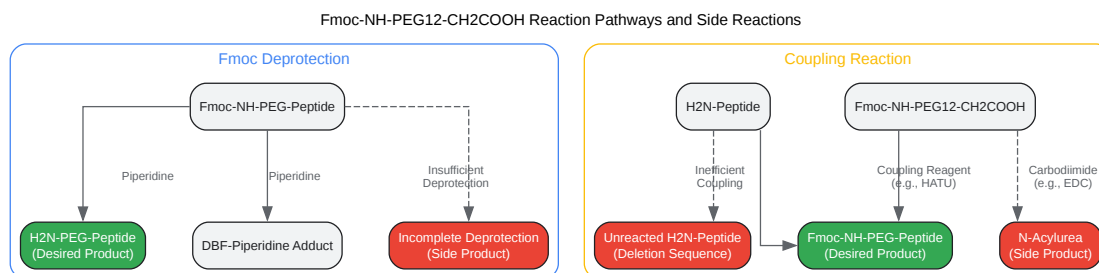 Fmoc-NH-PEG12-CH2COOH Reaction Pathways and Side Reactions
Fmoc Deprotection
Fmoc-NH-PEG-Peptide
Piperidine
Piperidine
Insufficient
Deprotection
H2N-PEG-Peptide
(Desired Product)
DBF-Piperidine Adduct
Incomplete Deprotection
(Side Product)
Coupling Reaction
H2N-Peptide
Fmoc-NH-PEG12-CH2COOH
Inefficient
Coupling
Coupling Reagent
(e.g., HATU)
Carbodiimide
(e.g., EDC)
Unreacted H2N-Peptide
(Deletion Sequence)
Fmoc-NH-PEG-Peptide
(Desired Product)
N-Acylurea
(Side Product)